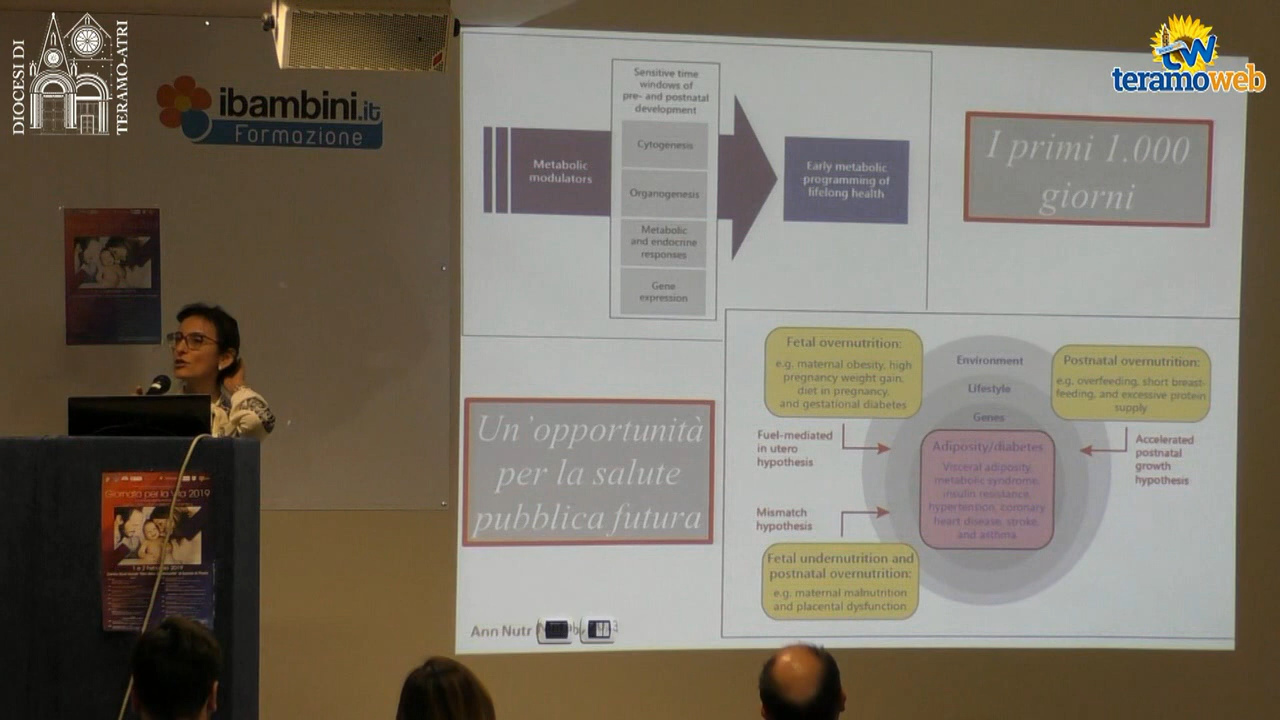 DIOCESI DI
TERAMO-ATRI
ibambini.it
Formazione
teramoweb
Sensitive time
windows of
pre- and postnatal
development
Cytogenesis
Organogenesis
Metabolic
and endocrine
responses
Gene
expression
Metabolic
modulators
Early metabolic
programming of
lifelong health
I primi 1.000
giorni
Un'opportunità
per la salute
pubblica futura
Fetal overnutrition:
e.g. maternal obesity, high
pregnancy weight gain,
diet in pregnancy,
and gestational diabetes
Environment
Lifestyle
Genes
Postnatal overnutrition:
e.g. overfeeding, short breast-
feeding, and excessive protein
supply
Fuel-mediated
in utero
hypothesis
Adiposity/diabetes
Visceral adiposity,
metabolic syndrome,
insulin resistance,
hypertention, coronary
heart disease, stroke,
and asthma
Accelerated
postnatal
growth
hypothesis
Mismatch
hypothesis
Fetal undernutrition and
postnatal overnutrition:
e.g. maternal malnutrition
and placental dysfunction
Ann Nutr
Giornata per la Vita 2019
1 e 2 Febbraio 2019